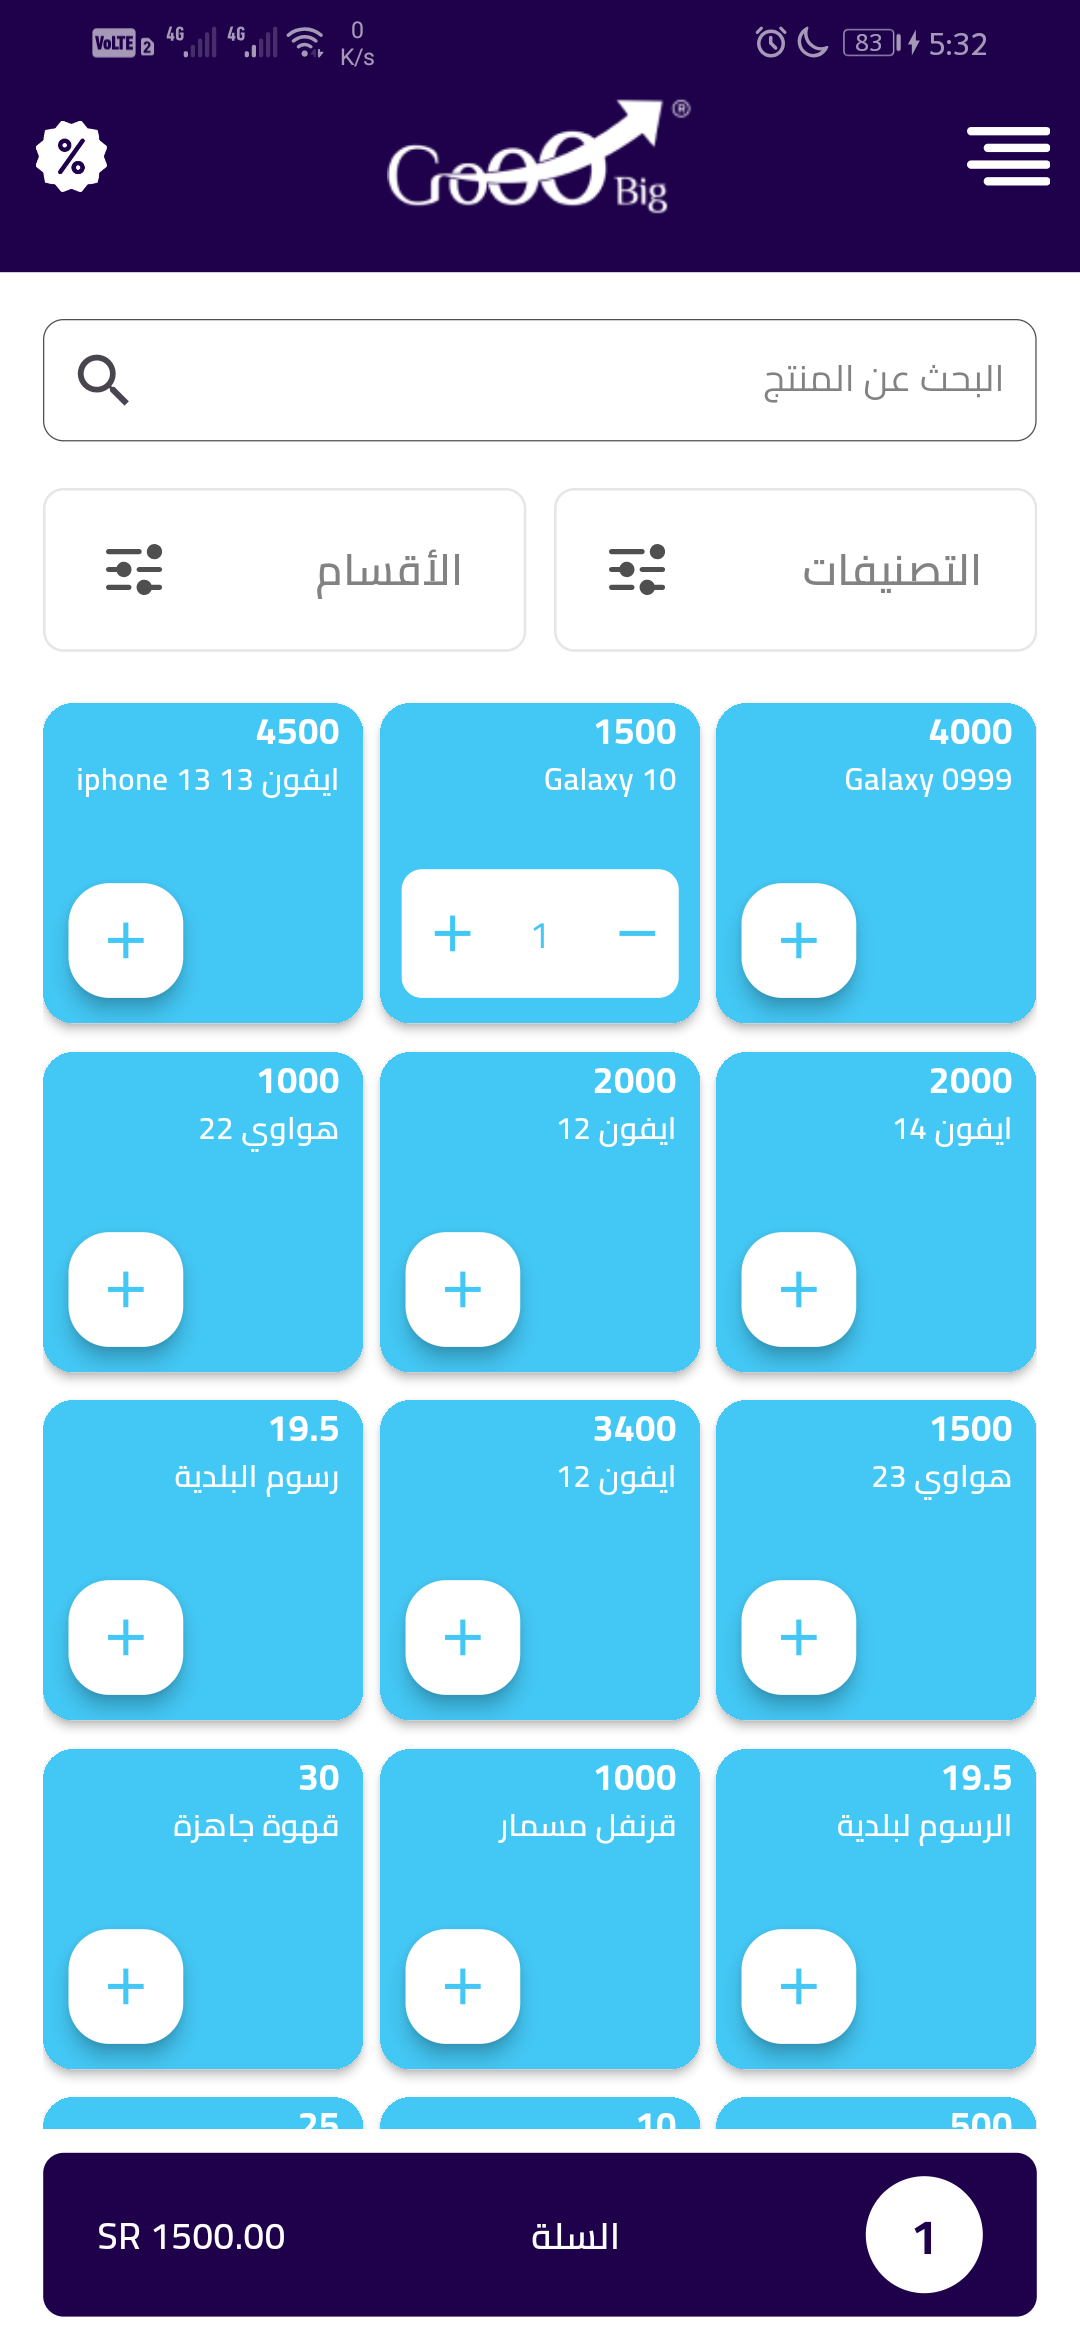 VoLTE 2 4G 4G 0 K/s 83 5:32
% GoOO Big ®
البحث عن المنتج
التصنيفات
الأقسام
4000
Galaxy 0999
1500
Galaxy 10
1
4500
ايفون 13 iphone 13
2000
ايفون 14
2000
ايفون 12
1000
هواوي 22
1500
هواوي 23
3400
ايفون 12
19.5
رسوم البلدية
19.5
الرسوم لبلدية
1000
قرنفل مسمار
30
قهوة جاهزة
500
10
25
1 السلة SR 1500.00